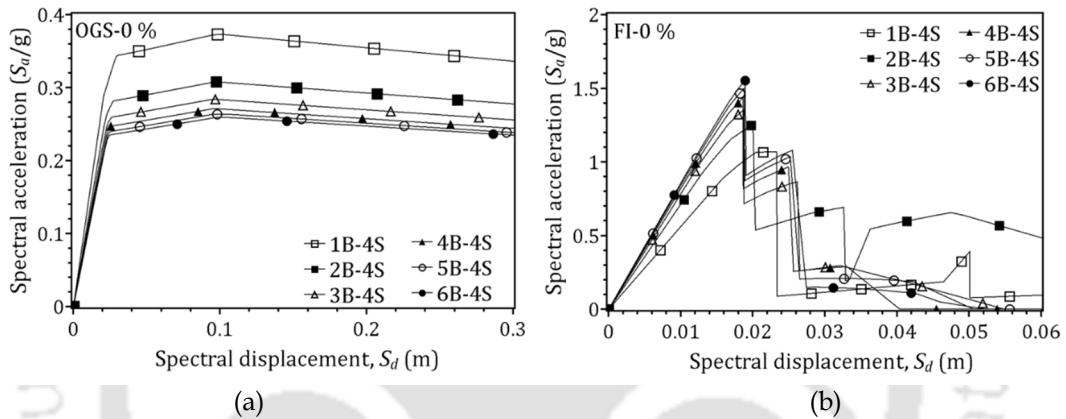 OGS-0 %
Spectral acceleration (Sa/g)
0.4
0.3
0.2
0.1
0
0 0.1 0.2 0.3
Spectral displacement, Sd (m)
1B-4S 4B-4S
2B-4S 5B-4S
3B-4S 6B-4S
(a)
FI-0 %
Spectral acceleration (Sa/g)
2
1.5
1
0.5
0
0 0.01 0.02 0.03 0.04 0.05 0.06
Spectral displacement, Sd (m)
1B-4S 4B-4S
2B-4S 5B-4S
3B-4S 6B-4S
(b)